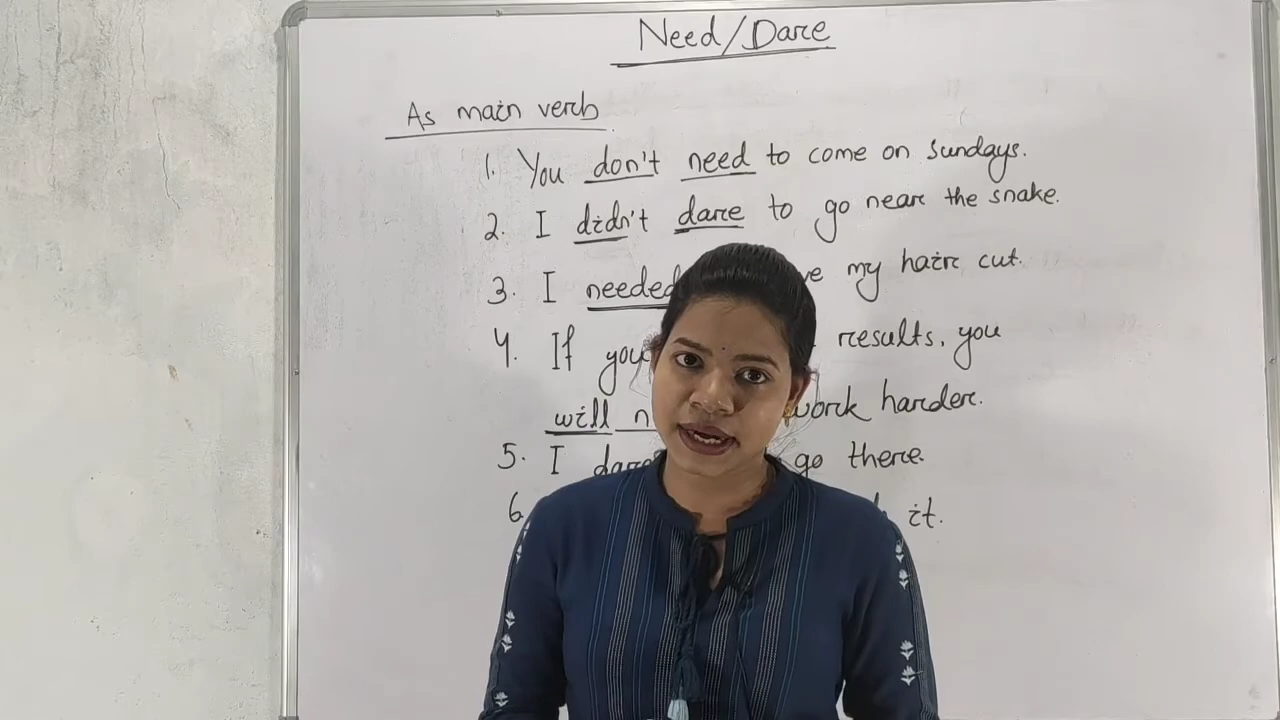 Need/Dare
As main verb
1. You don't need to come on Sundays.
2. I didn't dare to go near the snake.
3. I needed my hair cut.
4. If you results, you
will work harder.
5. I go there.
6 it.